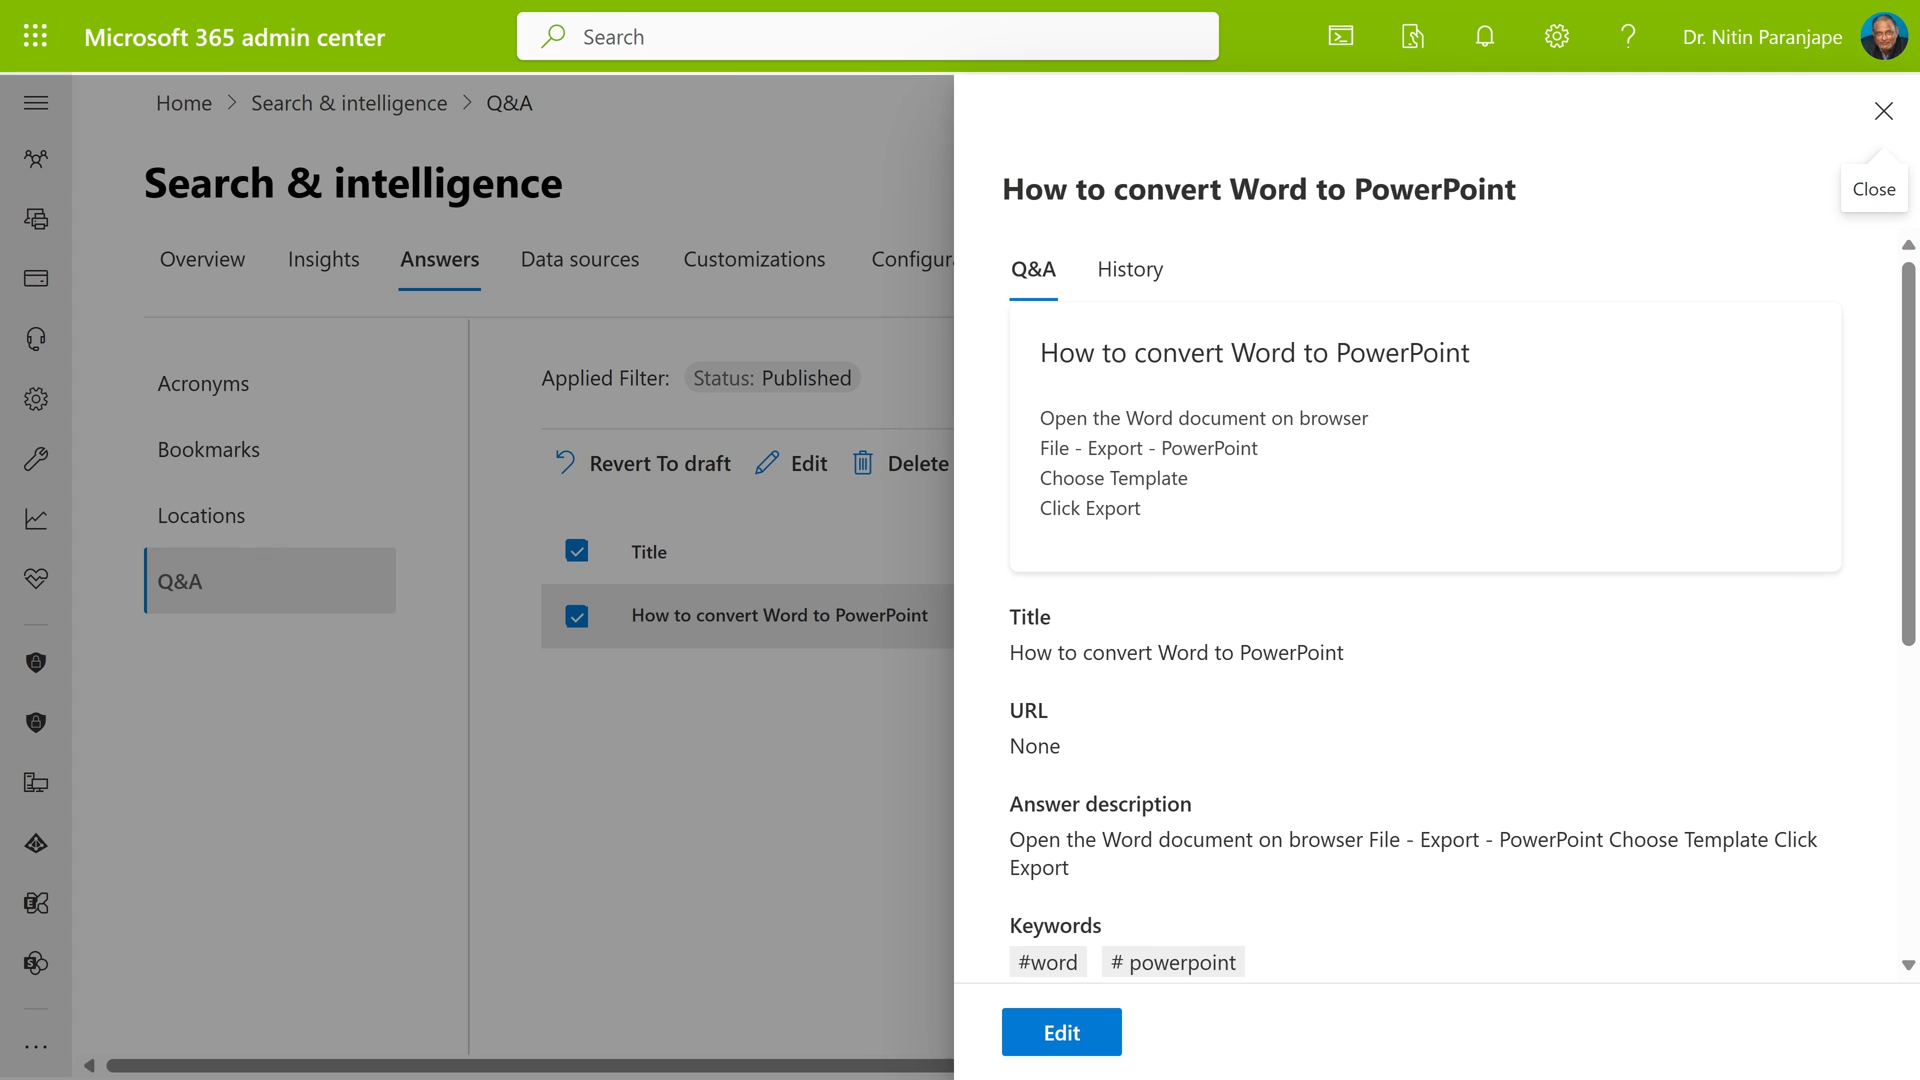 Microsoft 365 admin center
Search
Dr. Nitin Paranjape
Home > Search & intelligence > Q&A
Search & intelligence
Overview Insights Answers Data sources Customizations Configura
Acronyms
Bookmarks
Locations
Q&A
Applied Filter: Status: Published
Revert To draft Edit Delete
Title
How to convert Word to PowerPoint
Close
How to convert Word to PowerPoint
Q&A History
How to convert Word to PowerPoint
Open the Word document on browser
File - Export - PowerPoint
Choose Template
Click Export
Title
How to convert Word to PowerPoint
URL
None
Answer description
Open the Word document on browser File - Export - PowerPoint Choose Template Click
Export
Keywords
#word # powerpoint
Edit